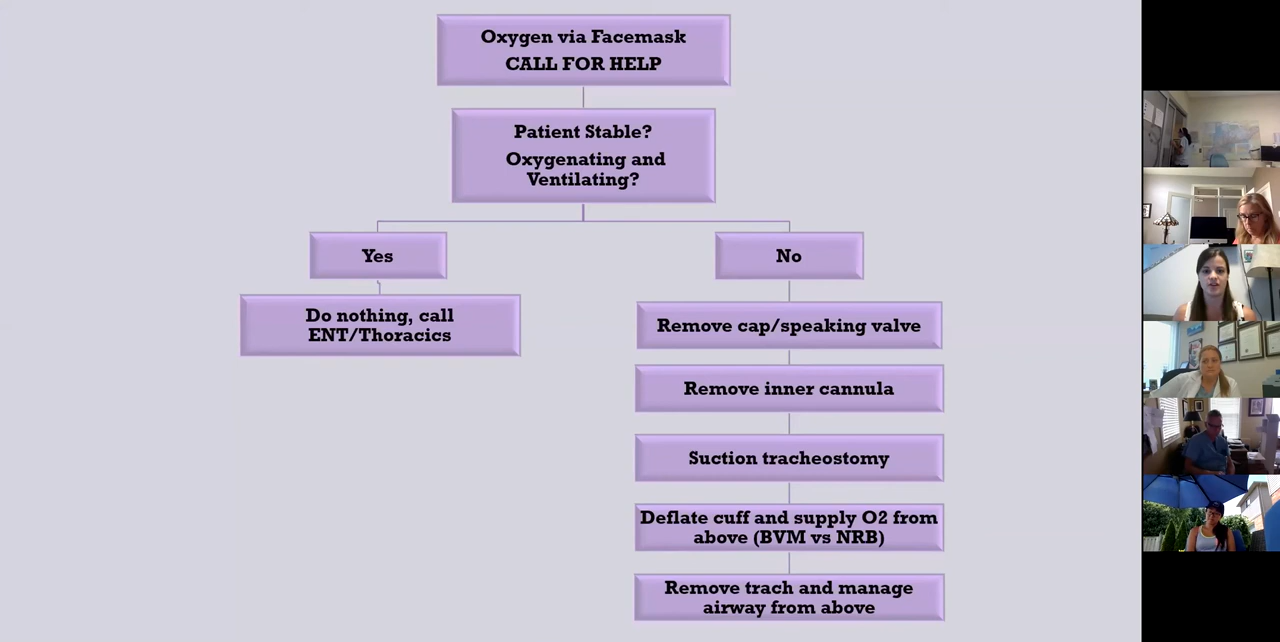 Oxygen via Facemask
CALL FOR HELP
Patient Stable?
Oxygenating and
Ventilating?
Yes
No
Do nothing, call
ENT/Thoracics
Remove cap/speaking valve
Remove inner cannula
Suction tracheostomy
Deflate cuff and supply O2 from
above (BVM vs NRB)
Remove trach and manage
airway from above